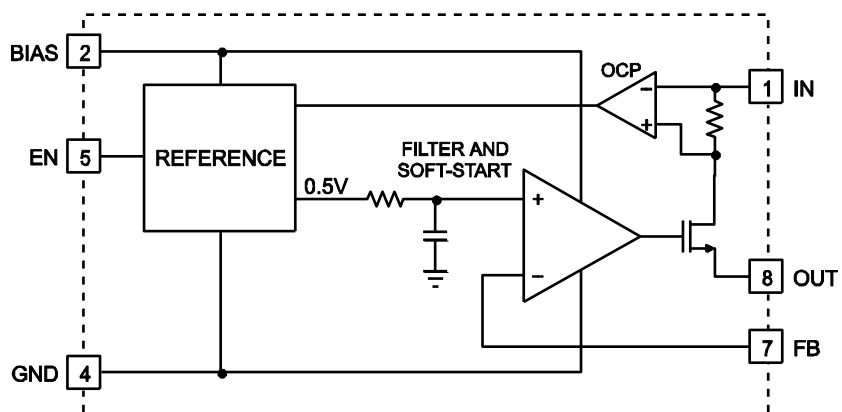 BIAS 2
OCP
1 IN
EN 5
REFERENCE
FILTER AND
SOFT-START
0.5V
8 OUT
7 FB
GND 4